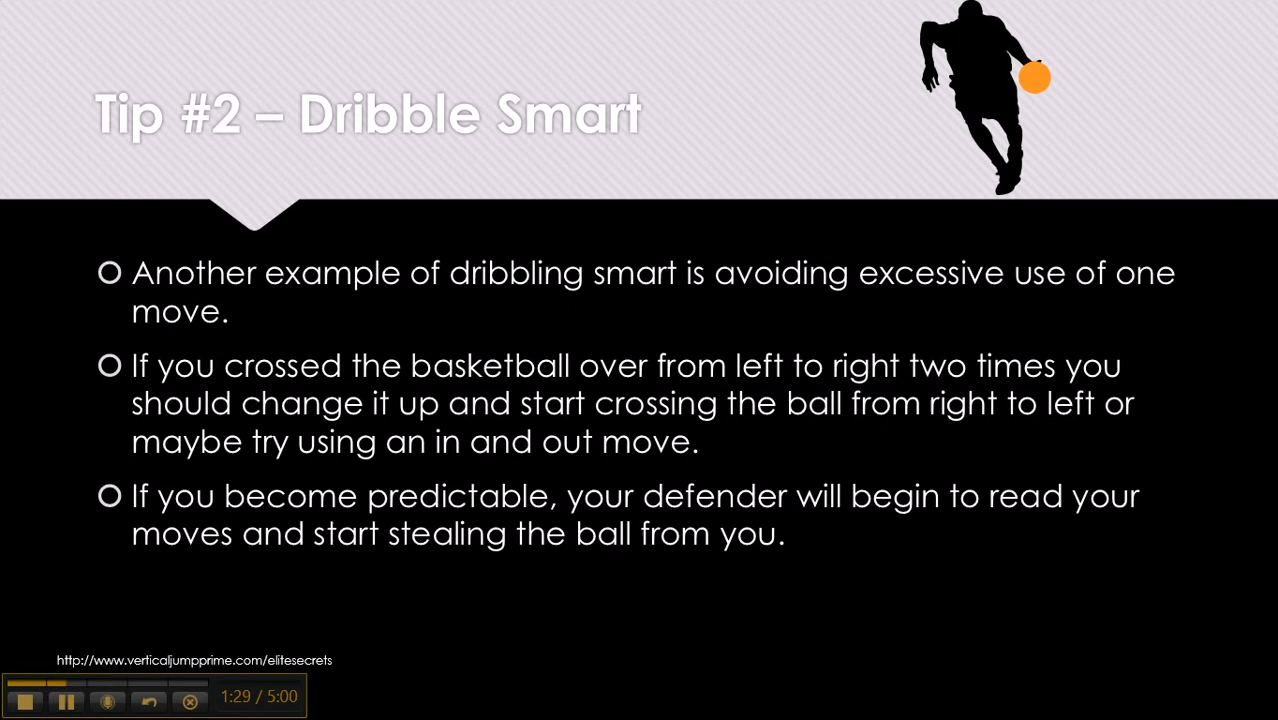 Tip #2 – Dribble Smart
Another example of dribbling smart is avoiding excessive use of one
move.
If you crossed the basketball over from left to right two times you
should change it up and start crossing the ball from right to left or
maybe try using an in and out move.
If you become predictable, your defender will begin to read your
moves and start stealing the ball from you.
http://www.verticaljumpprime.com/elitesecrets
1:29 / 5:00